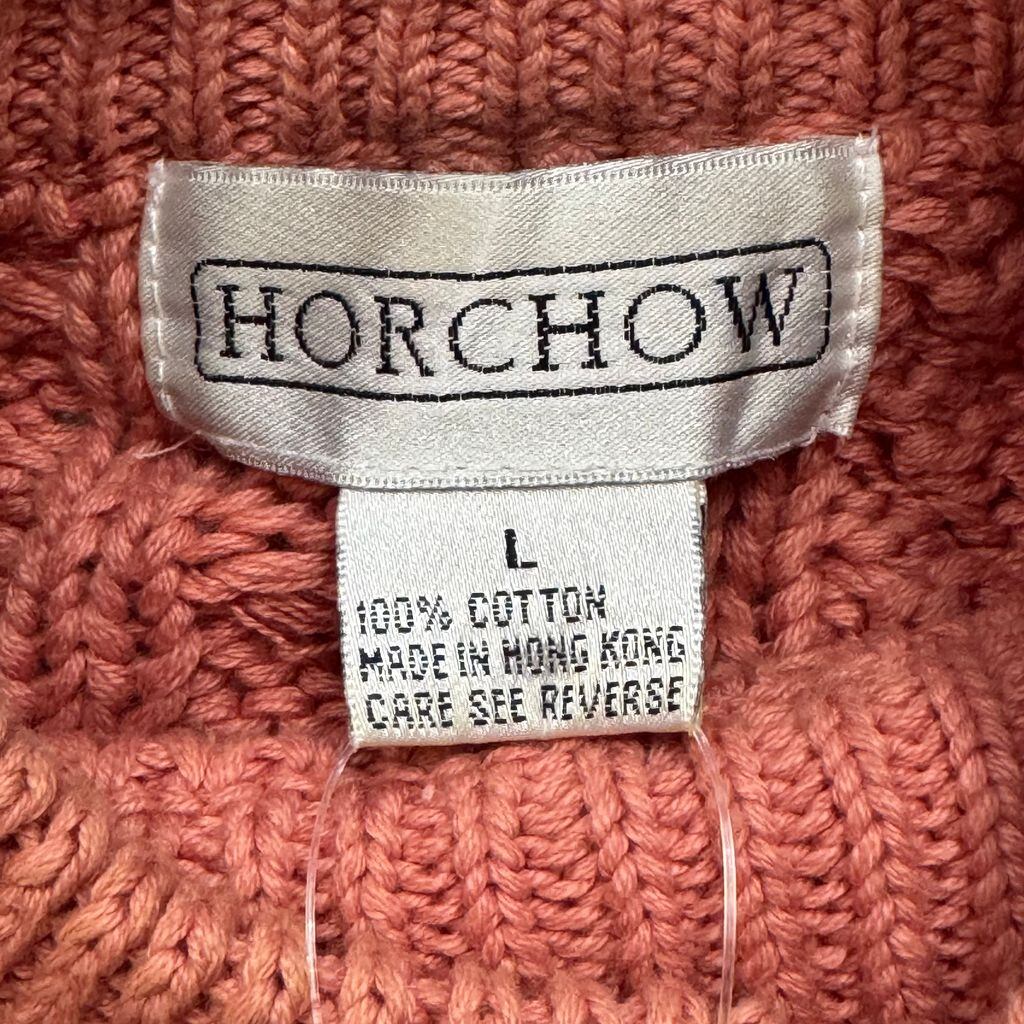 HORCHOW
L
100% COTTON
MADE IN HONG KONG
CARE SEE REVERSE